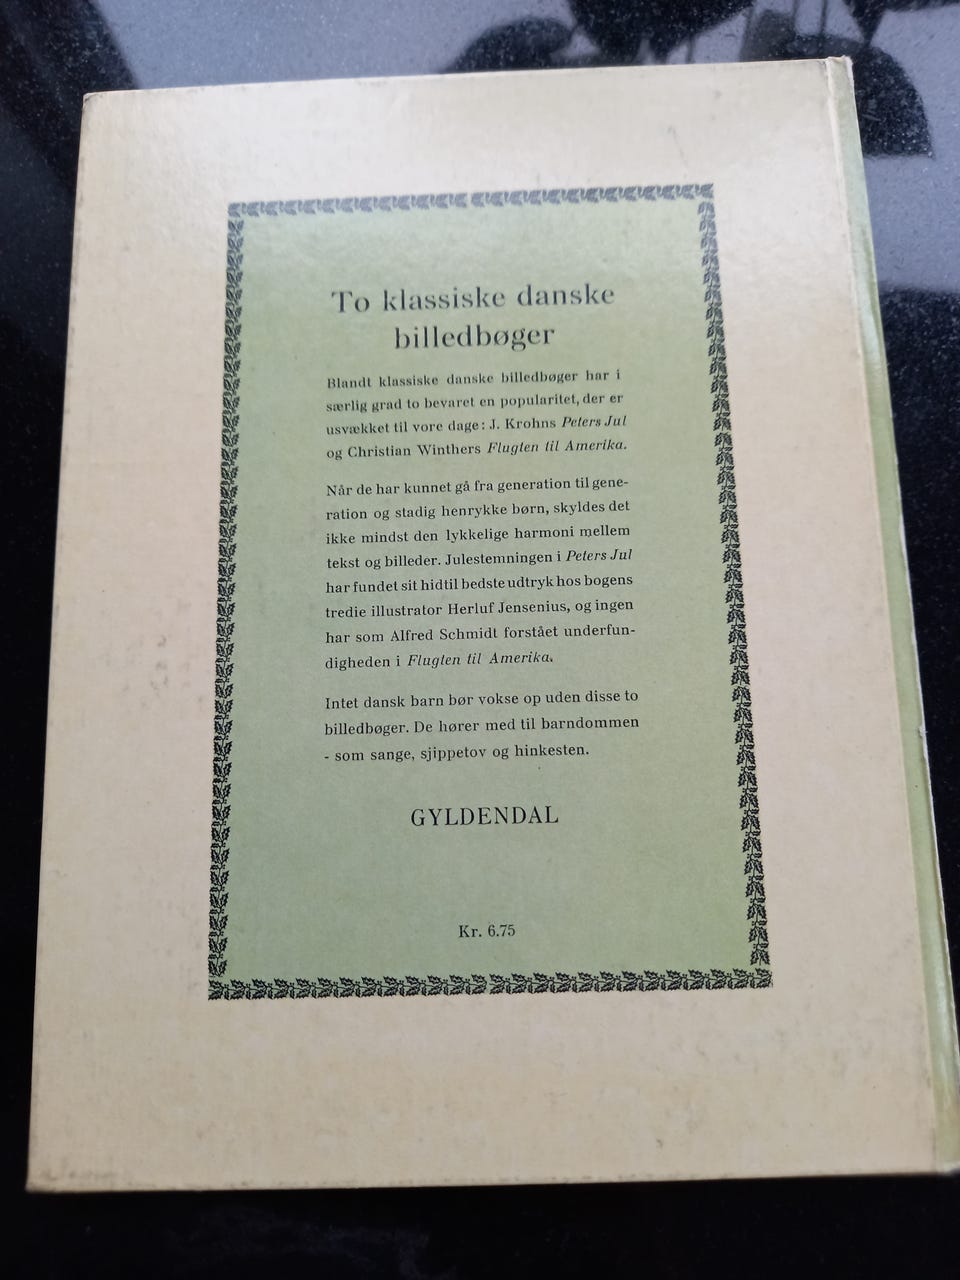 To klassiske danske
billedbøger
Blandt klassiske danske billedbøger har i
særlig grad to bevaret en popularitet, der er
usvækket til vore dage: J. Krohns Peters Jul
og Christian Winthers Flugten til Amerika.
Når de har kunnet gå fra generation til gene-
ration og stadig henrykke børn, skyldes det
ikke mindst den lykkelige harmoni mellem
tekst og billeder. Julestemningen i Peters Jul
har fundet sit hidtil bedste udtryk hos bogens
tredie illustrator Herluf Jensenius, og ingen
har som Alfred Schmidt forstået underfun-
digheden i Flugten til Amerika.
Intet dansk barn bør vokse op uden disse to
billedbøger. De hører med til barndommen
- som sange, sjippetov og hinkesten.
GYLDENDAL
Kr. 6.75